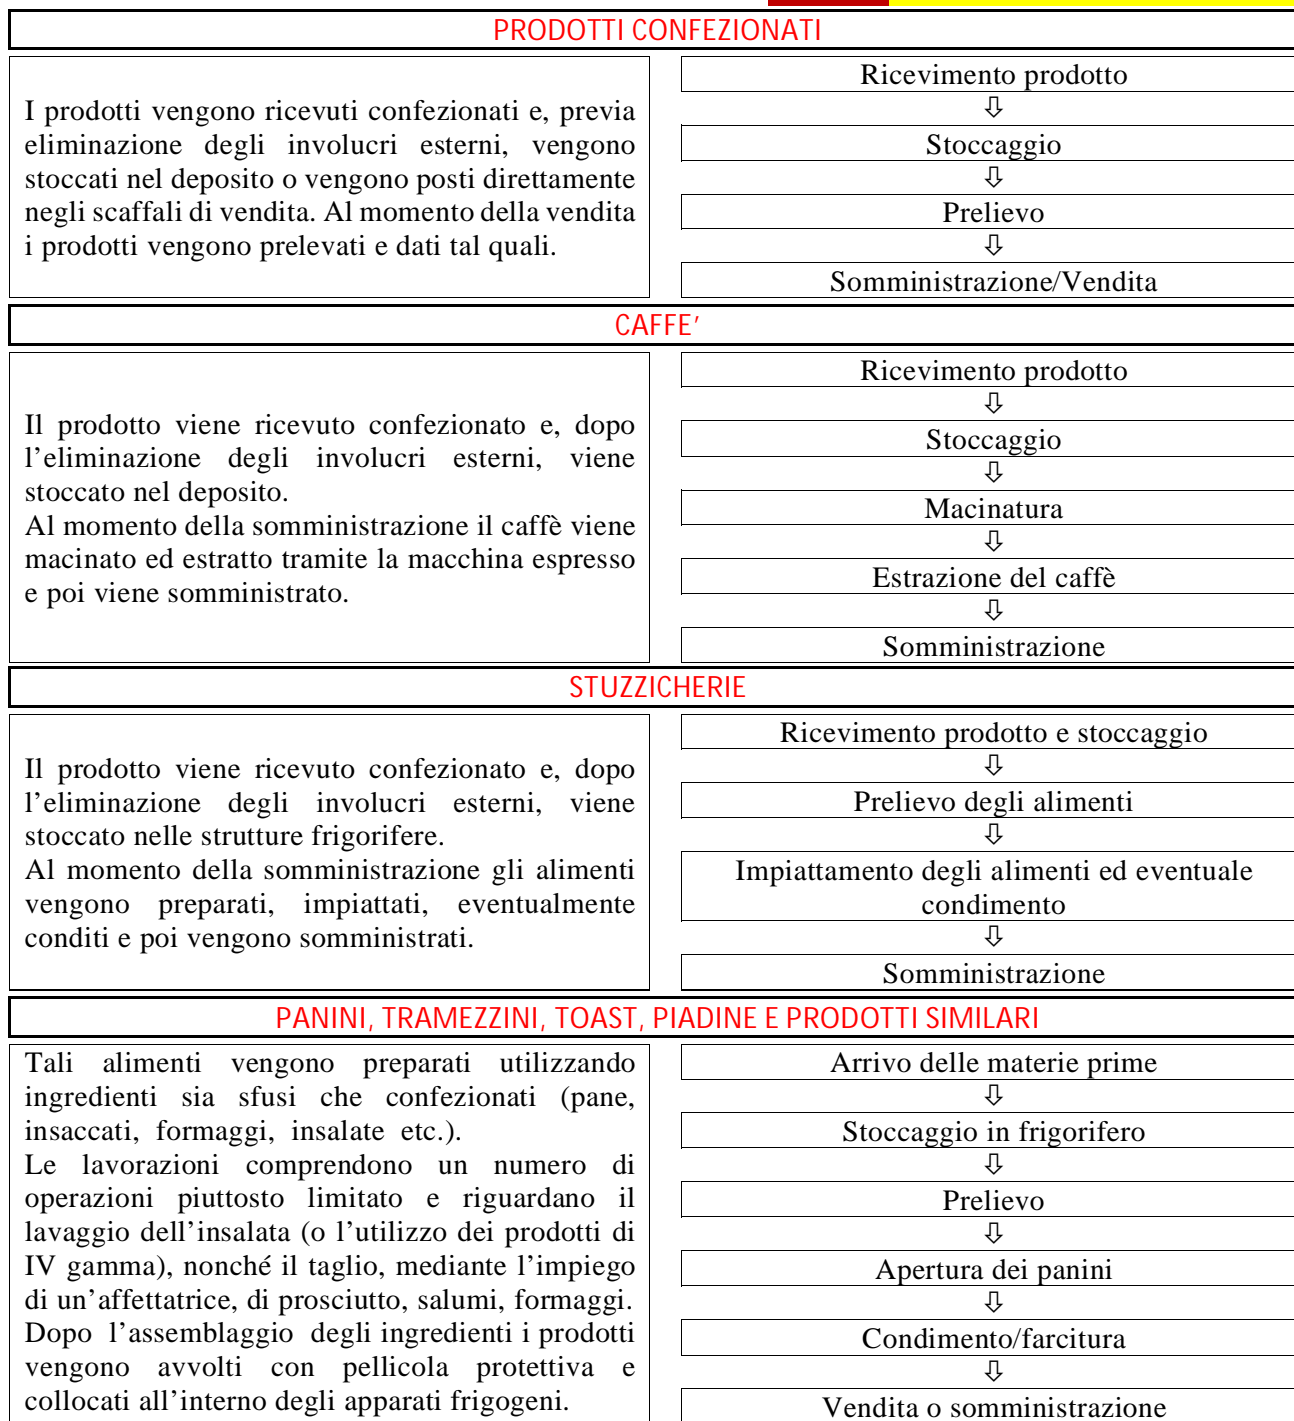 PRODOTTI CONFEZIONATI
I prodotti vengono ricevuti confezionati e, previa
eliminazione degli involucri esterni, vengono
stoccati nel deposito o vengono posti direttamente
negli scaffali di vendita. Al momento della vendita
i prodotti vengono prelevati e dati tal quali.
Ricevimento prodotto
⇩
Stoccaggio
⇩
Prelievo
⇩
Somministrazione/Vendita
CAFFE’
Il prodotto viene ricevuto confezionato e, dopo
l’eliminazione degli involucri esterni, viene
stoccato nel deposito.
Al momento della somministrazione il caffè viene
macinato ed estratto tramite la macchina espresso
e poi viene somministrato.
Ricevimento prodotto
⇩
Stoccaggio
⇩
Macinatura
⇩
Estrazione del caffè
⇩
Somministrazione
STUZZICHERIE
Il prodotto viene ricevuto confezionato e, dopo
l’eliminazione degli involucri esterni, viene
stoccato nelle strutture frigorifere.
Al momento della somministrazione gli alimenti
vengono preparati, impiattati, eventualmente
conditi e poi vengono somministrati.
Ricevimento prodotto e stoccaggio
⇩
Prelievo degli alimenti
⇩
Impiattamento degli alimenti ed eventuale
condimento
⇩
Somministrazione
PANINI, TRAMEZZINI, TOAST, PIADINE E PRODOTTI SIMILARI
Tali alimenti vengono preparati utilizzando
ingredienti sia sfusi che confezionati (pane,
insaccati, formaggi, insalate etc.).
Le lavorazioni comprendono un numero di
operazioni piuttosto limitato e riguardano il
lavaggio dell’insalata (o l’utilizzo dei prodotti di
IV gamma), nonché il taglio, mediante l’impiego
di un’affettatrice, di prosciutto, salumi, formaggi.
Dopo l’assemblaggio degli ingredienti i prodotti
vengono avvolti con pellicola protettiva e
collocati all’interno degli apparati frigogeni.
Arrivo delle materie prime
⇩
Stoccaggio in frigorifero
⇩
Prelievo
⇩
Apertura dei panini
⇩
Condimento/farcitura
⇩
Vendita o somministrazione